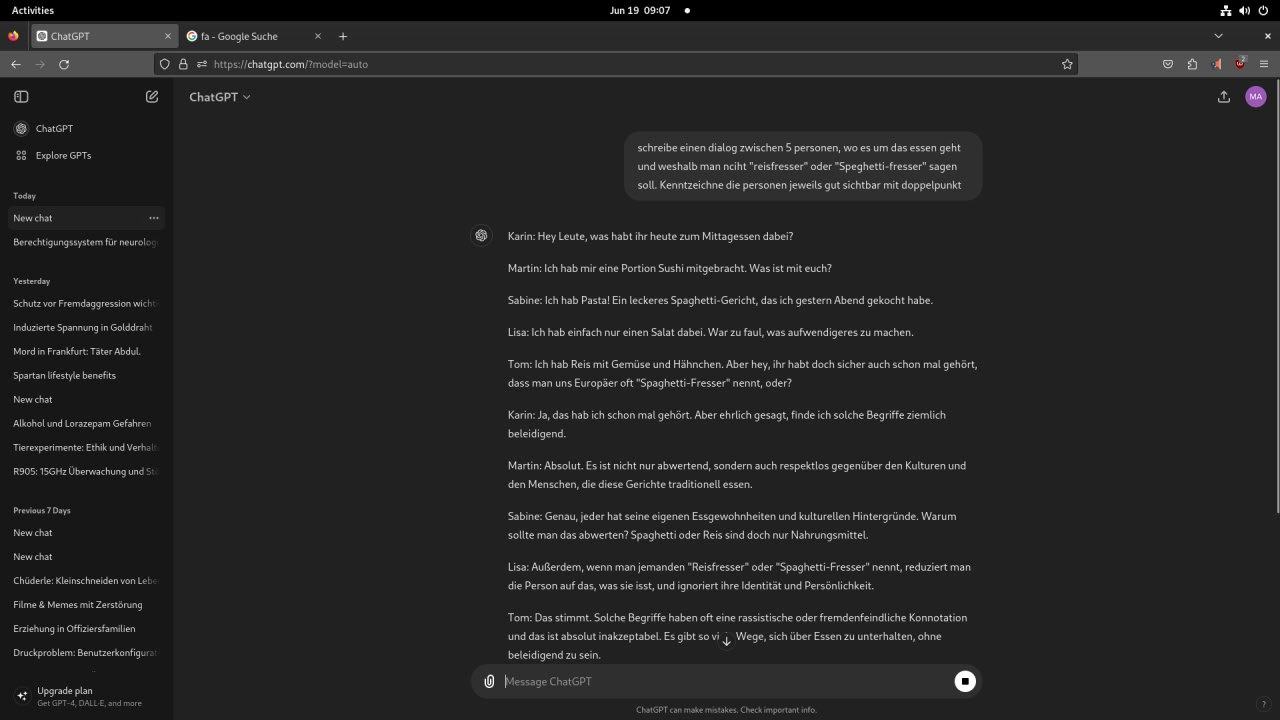 Activities
Jun 19 09:07
ChatGPT
fa - Google Suche
https://chatgpt.com/?model=auto
2
ChatGPT
MA
ChatGPT
Explore GPTs
Today
New chat
Berechtigungssystem für neurolog
Yesterday
Schutz vor Fremdaggression wicht
Induzierte Spannung in Golddraht
Mord in Frankfurt: Täter Abdul.
Spartan lifestyle benefits
New chat
Alkohol und Lorazepam Gefahren
Tierexperimente: Ethik und Verhalt
R905: 15GHz Überwachung und Stä
Previous 7 Days
New chat
New chat
Chüderle: Kleinschneiden von Lebe
Filme & Memes mit Zerstörung
Erziehung in Offiziersfamilien
Druckproblem: Benutzerkonfigurat
Upgrade plan
Get GPT-4, DALL·E, and more
schreibe einen dialog zwischen 5 personen, wo es um das essen geht
und weshalb man nciht "reisfresser" oder "Speghetti-fresser" sagen
soll. Kenntzeichne die personen jeweils gut sichtbar mit doppelpunkt
Karin: Hey Leute, was habt ihr heute zum Mittagessen dabei?
Martin: Ich hab mir eine Portion Sushi mitgebracht. Was ist mit euch?
Sabine: Ich hab Pasta! Ein leckeres Spaghetti-Gericht, das ich gestern Abend gekocht habe.
Lisa: Ich hab einfach nur einen Salat dabei. War zu faul, was aufwendigeres zu machen.
Tom: Ich hab Reis mit Gemüse und Hähnchen. Aber hey, ihr habt doch sicher auch schon mal gehört,
dass man uns Europäer oft "Spaghetti-Fresser" nennt, oder?
Karin: Ja, das hab ich schon mal gehört. Aber ehrlich gesagt, finde ich solche Begriffe ziemlich
beleidigend.
Martin: Absolut. Es ist nicht nur abwertend, sondern auch respektlos gegenüber den Kulturen und
den Menschen, die diese Gerichte traditionell essen.
Sabine: Genau, jeder hat seine eigenen Essgewohnheiten und kulturellen Hintergründe. Warum
sollte man das abwerten? Spaghetti oder Reis sind doch nur Nahrungsmittel.
Lisa: Außerdem, wenn man jemanden "Reisfresser" oder "Spaghetti-Fresser" nennt, reduziert man
die Person auf das, was sie isst, und ignoriert ihre Identität und Persönlichkeit.
Tom: Das stimmt. Solche Begriffe haben oft eine rassistische oder fremdenfeindliche Konnotation
und das ist absolut inakzeptabel. Es gibt so Wege, sich über Essen zu unterhalten, ohne
beleidigend zu sein.
Message ChatGPT
ChatGPT can make mistakes. Check important info.
?